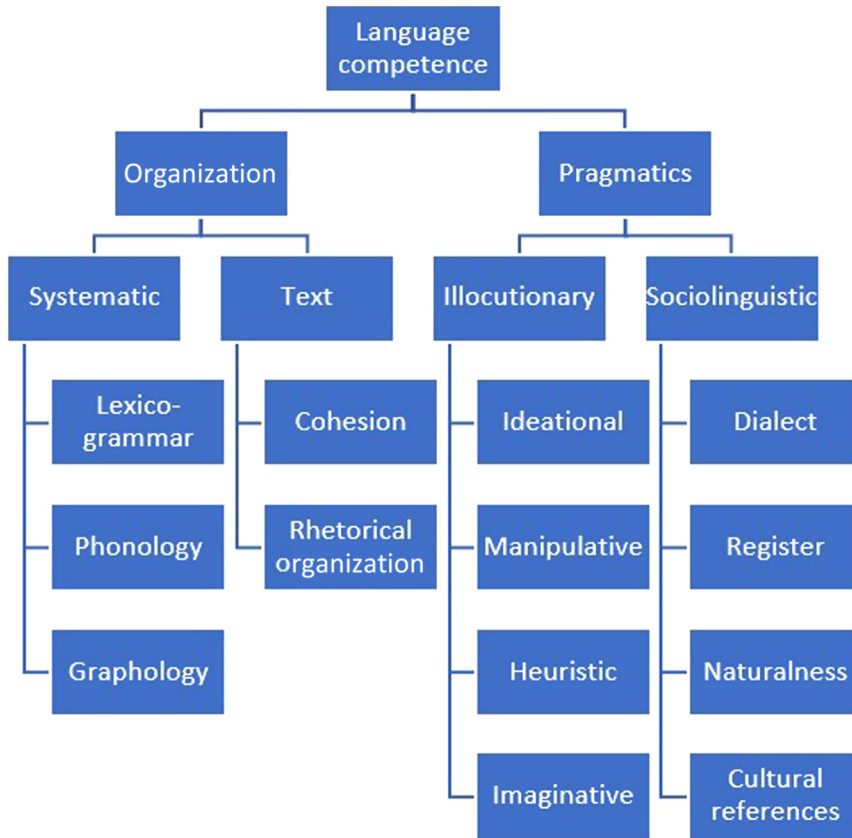 Language
competence
Organization
Pragmatics
Systematic
Text
Illocutionary
Sociolinguistic
Lexico-
grammar
Cohesion
Ideational
Dialect
Phonology
Rhetorical
organization
Manipulative
Register
Graphology
Heuristic
Naturalness
Imaginative
Cultural
references